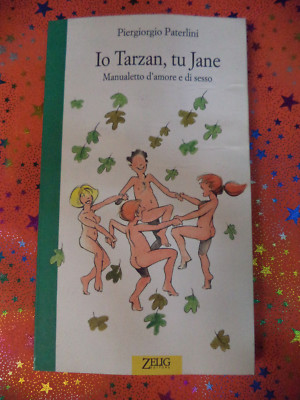 Piergiorgio Paterlini
Io Tarzan, tu Jane
Manualetto d'amore e di sesso
ZELIG